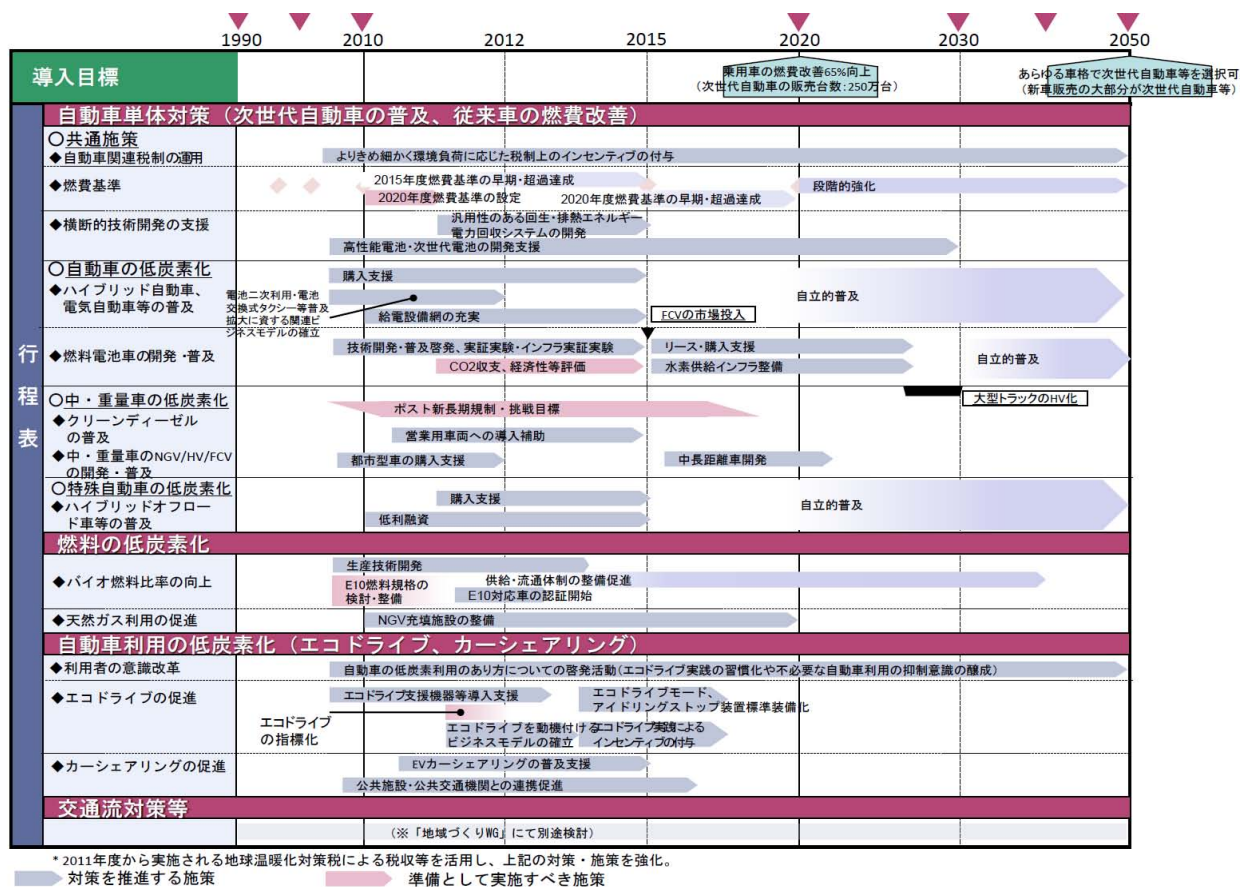 1990 2010 2012 2015 2020 2030 2050
導入目標
乗用車の燃費改善65%向上
（次世代自動車の販売台数：250万台）
あらゆる車格で次世代自動車等を選択可
（新車販売の大部分が次世代自動車等）
行程表
自動車単体対策（次世代自動車の普及、従来車の燃費改善）
○共通施策
◆自動車関連税制の運用
よりきめ細かく環境負荷に応じた税制上のインセンティブの付与
◆燃費基準
2015年度燃費基準の早期・超過達成
2020年度燃費基準の設定
2020年度燃費基準の早期・超過達成
段階的強化
◆横断的技術開発の支援
汎用性のある回生・排熱エネルギー
電力回収システムの開発
高性能電池・次世代電池の開発支援
○自動車の低炭素化
◆ハイブリッド自動車、
電気自動車等の普及
購入支援
電池二次利用・電池
交換式タクシー等普及
拡大に資する関連ビ
ジネスモデルの確立
給電設備網の充実
自立的普及
FCVの市場投入
◆燃料電池車の開発・普及
技術開発・普及啓発、実証実験・インフラ実証実験
CO2収支、経済性等評価
リース・購入支援
水素供給インフラ整備
自立的普及
大型トラックのHV化
○中・重量車の低炭素化
◆クリーンディーゼル
の普及
ポスト新長期規制・挑戦目標
営業用車両への導入補助
◆中・重量車のNGV/HV/FCV
の開発・普及
都市型車の購入支援
中長距離車開発
○特殊自動車の低炭素化
◆ハイブリッドオフロー
ド車等の普及
購入支援
低利融資
自立的普及
燃料の低炭素化
◆バイオ燃料比率の向上
生産技術開発
E10燃料規格の
検討・整備
供給・流通体制の整備促進
E10対応車の認証開始
◆天然ガス利用の促進
NGV充填施設の整備
自動車利用の低炭素化（エコドライブ、カーシェアリング）
◆利用者の意識改革
自動車の低炭素利用のあり方についての啓発活動（エコドライブ実践の習慣化や不必要な自動車利用の抑制意識の醸成）
◆エコドライブの促進
エコドライブ支援機器等導入支援
エコドライブモード、
アイドリングストップ装置標準装備化
エコドライブ
の指標化
エコドライブを動機付ける
ビジネスモデルの確立
エコドライブ実践による
インセンティブの付与
◆カーシェアリングの促進
EVカーシェアリングの普及支援
公共施設・公共交通機関との連携促進
交通流対策等
（※「地域づくりWG」にて別途検討）
* 2011年度から実施される地球温暖化対策税による税収等を活用し、上記の対策・施策を強化。
対策を推進する施策
準備として実施すべき施策